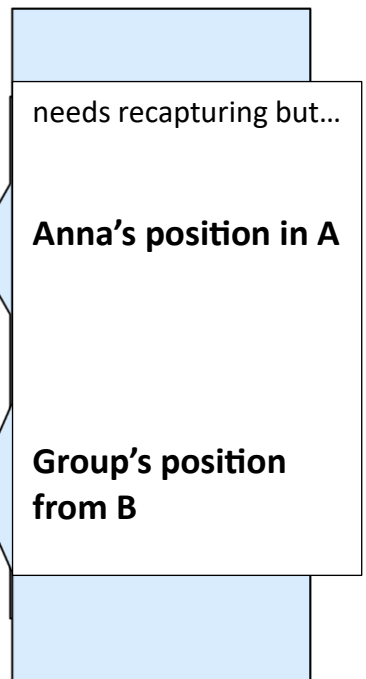 needs recapturing but…
Anna’s position in A
Group’s position
from B